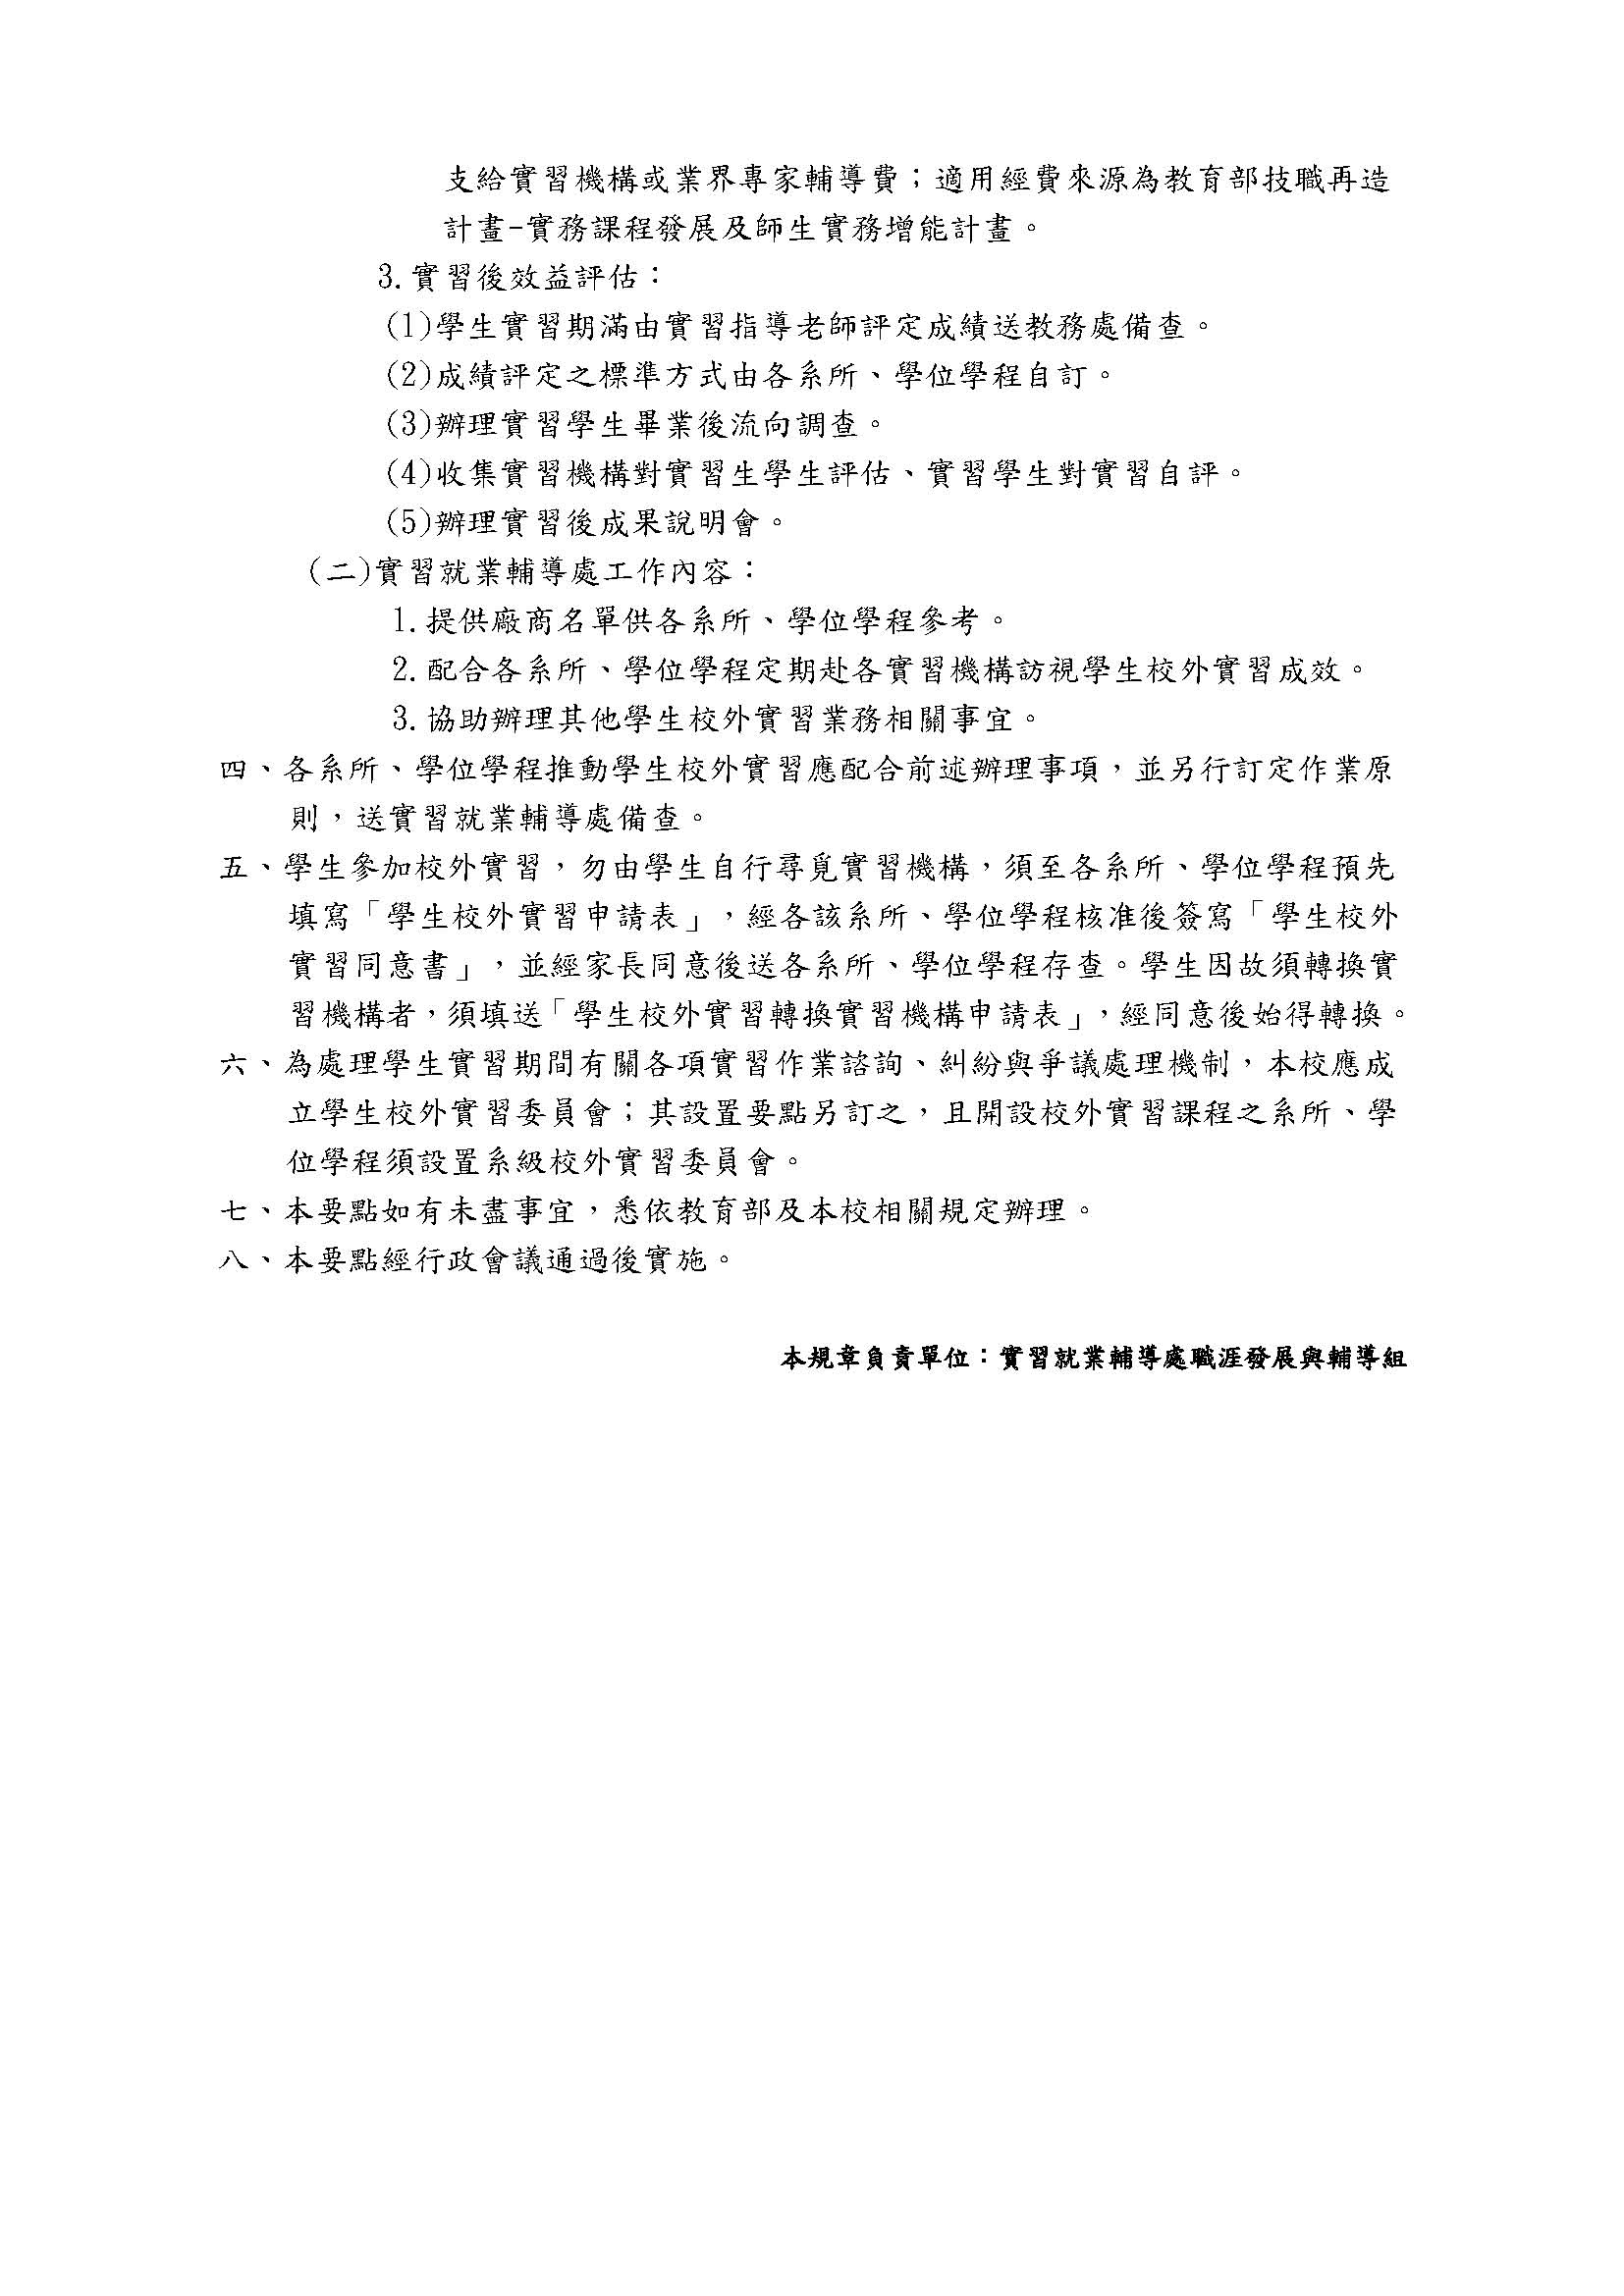 支給實習機構或業界專家輔導費；適用經費來源為教育部技職再造
計畫-實務課程發展及師生實務增能計畫。
3.實習後效益評估：
(1)學生實習期滿由實習指導老師評定成績送教務處備查。
(2)成績評定之標準方式由各系所、學位學程自訂。
(3)辦理實習學生畢業後流向調查。
(4)收集實習機構對實習生學生評估、實習學生對實習自評。
(5)辦理實習後成果說明會。
(二)實習就業輔導處工作內容：
1.提供廠商名單供各系所、學位學程參考。
2.配合各系所、學位學程定期赴各實習機構訪視學生校外實習成效。
3.協助辦理其他學生校外實習業務相關事宜。
四、各系所、學位學程推動學生校外實習應配合前述辦理事項，並另行訂定作業原
則，送實習就業輔導處備查。
五、學生參加校外實習，勿由學生自行尋覓實習機構，須至各系所、學位學程預先
填寫「學生校外實習申請表」，經各該系所、學位學程核准後簽寫「學生校外
實習同意書」，並經家長同意後送各系所、學位學程存查。學生因故須轉換實
習機構者，須填送「學生校外實習轉換實習機構申請表」，經同意後始得轉換。
六、為處理學生實習期間有關各項實習作業諮詢、糾紛與爭議處理機制，本校應成
立學生校外實習委員會；其設置要點另訂之，且開設校外實習課程之系所、學
位學程須設置系級校外實習委員會。
七、本要點如有未盡事宜，悉依教育部及本校相關規定辦理。
八、本要點經行政會議通過後實施。
本規章負責單位：實習就業輔導處職涯發展與輔導組